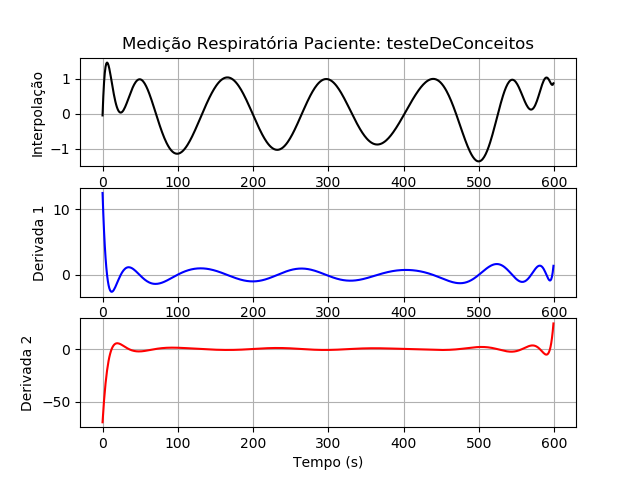 Medição Respiratória Paciente: testeDeConceitos
Interpolação
1
0
−1
0 100 200 300 400 500 600
Derivada 1
10
0
0 100 200 300 400 500 600
Derivada 2
0
−50
0 100 200 300 400 500 600
Tempo (s)